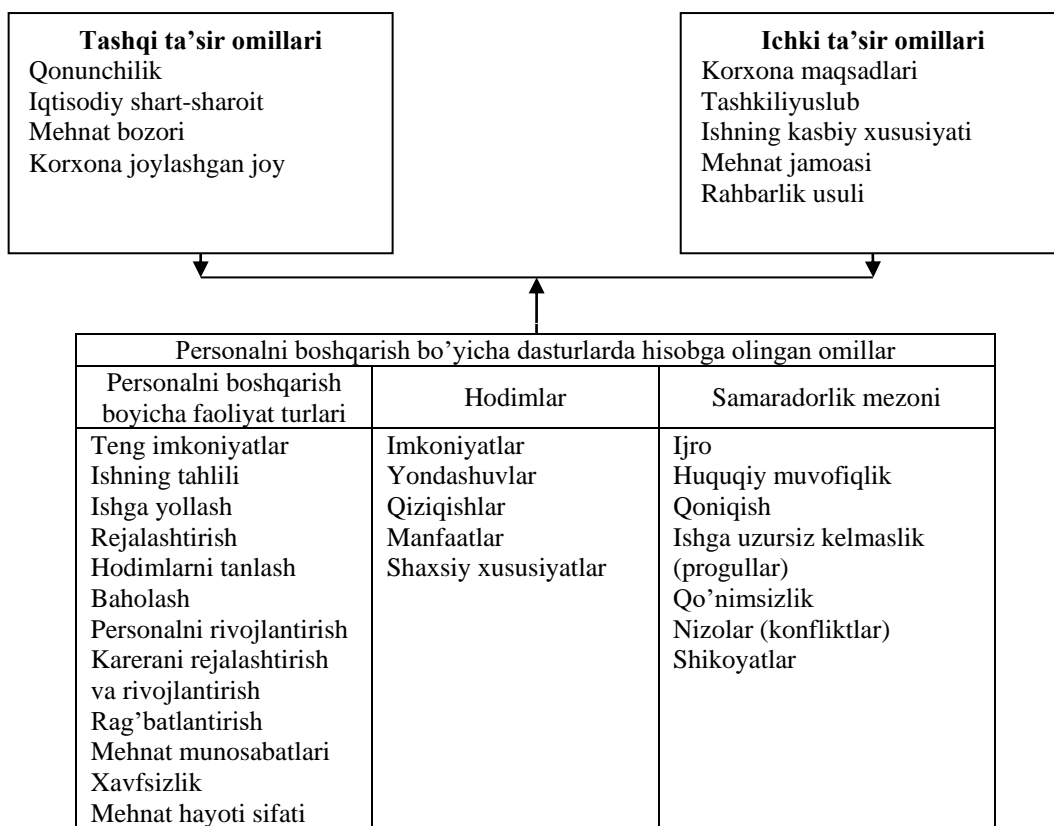 Tashqi ta’sir omillari
Qonunchilik
Iqtisodiy shart-sharoit
Mehnat bozori
Korxona joylashgan joy
Ichki ta’sir omillari
Korxona maqsadlari
Tashkiliyuslub
Ishning kasbiy xususiyati
Mehnat jamoasi
Rahbarlik usuli
Personalni boshqarish bo’yicha dasturlarda hisobga olingan omillar
Personalni boshqarish
boyicha faoliyat turlari
Hodimlar
Samaradorlik mezoni
Teng imkoniyatlar
Ishning tahlili
Ishga yollash
Rejalashtirish
Hodimlarni tanlash
Baholash
Personalni rivojlantirish
Karerani rejalashtirish
va rivojlantirish
Rag’batlantirish
Mehnat munosabatlari
Xavfsizlik
Mehnat hayoti sifati
Imkoniyatlar
Yondashuvlar
Qiziqishlar
Manfaatlar
Shaxsiy xususiyatlar
Ijro
Huquqiy muvofiqlik
Qoniqish
Ishga uzursiz kelmaslik
(progullar)
Qo’nimsizlik
Nizolar (konfliktlar)
Shikoyatlar